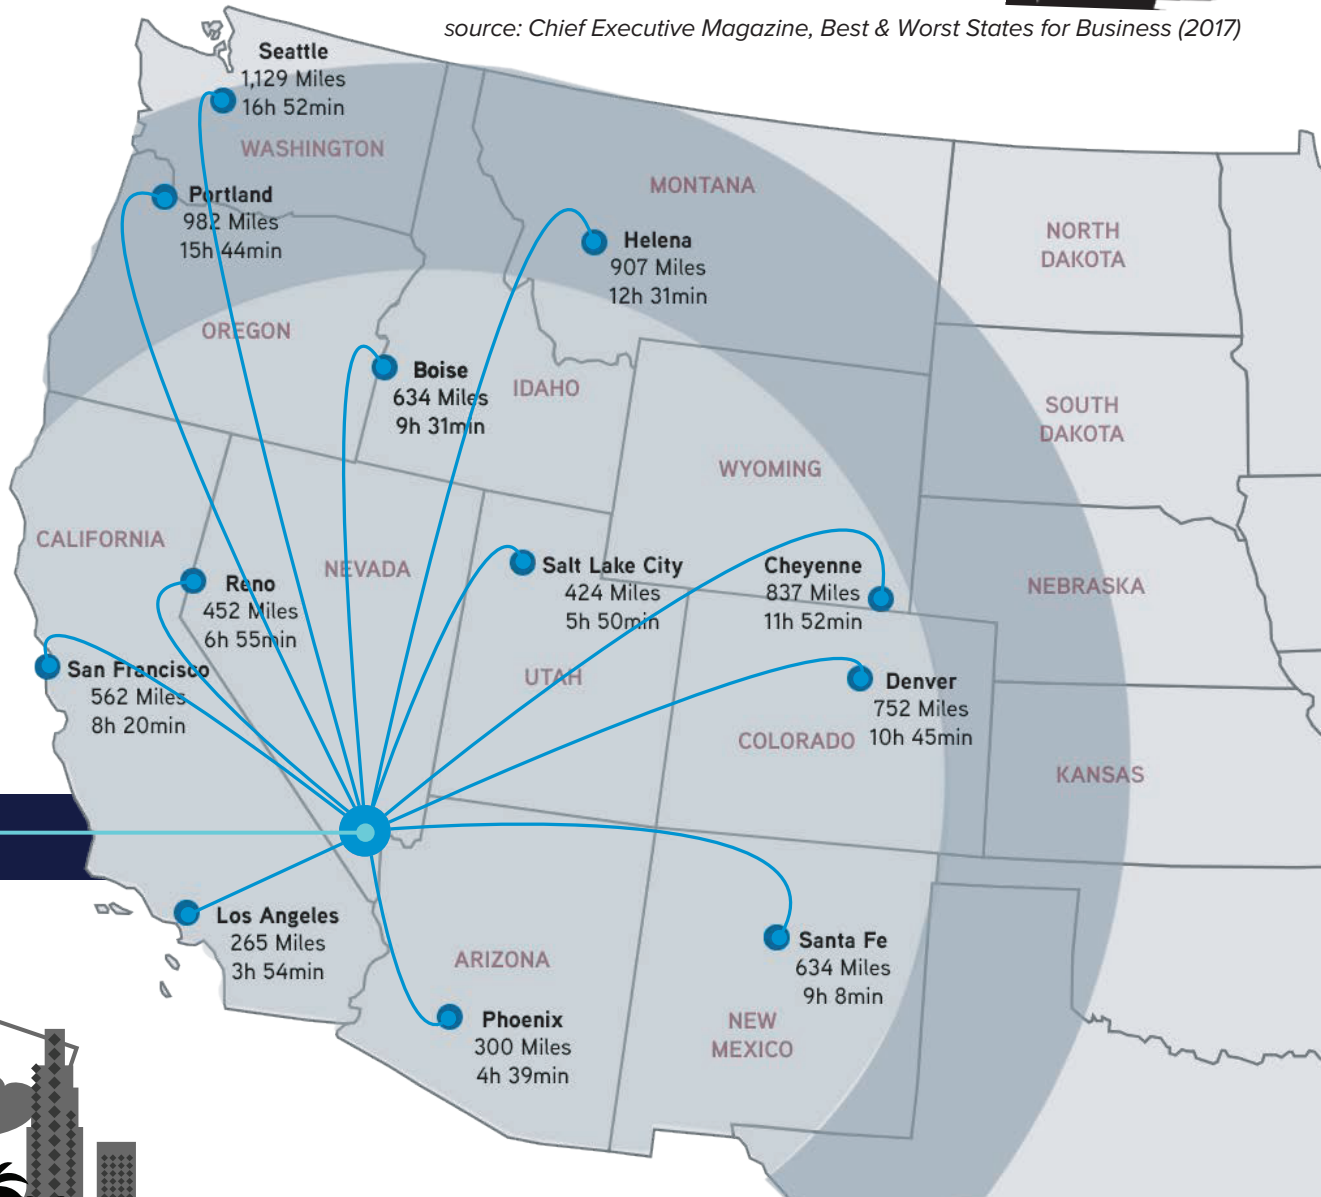 source: Chief Executive Magazine, Best & Worst States for Business (2017)
Seattle
1,129 Miles
16h 52min
WASHINGTON
Portland
982 Miles
15h 44min
MONTANA
Helena
907 Miles
12h 31min
NORTH
DAKOTA
OREGON
Boise
634 Miles
9h 31min
IDAHO
SOUTH
DAKOTA
WYOMING
CALIFORNIA
NEVADA
Reno
452 Miles
6h 55min
Salt Lake City
424 Miles
5h 50min
Cheyenne
837 Miles
11h 52min
NEBRASKA
San Francisco
562 Miles
8h 20min
UTAH
Denver
752 Miles
10h 45min
COLORADO
KANSAS
Los Angeles
265 Miles
3h 54min
ARIZONA
Santa Fe
634 Miles
9h 8min
Phoenix
300 Miles
4h 39min
NEW
MEXICO